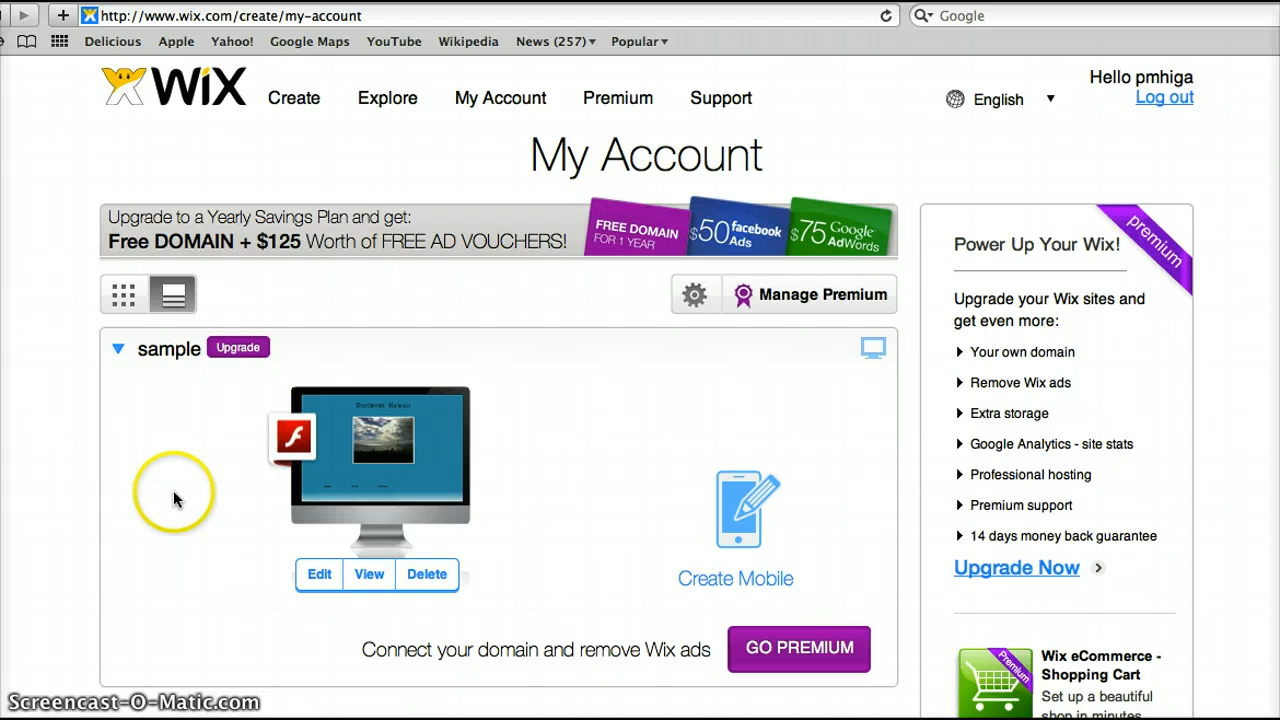 http://www.wix.com/create/my-account
Google
Delicious Apple Yahoo! Google Maps YouTube Wikipedia News (257) Popular
WiX Create Explore My Account Premium Support
English
Hello pmhiga
Log out
My Account
Upgrade to a Yearly Savings Plan and get:
Free DOMAIN + $125 Worth of FREE AD VOUCHERS!
FREE DOMAIN
FOR 1 YEAR
$50 facebook
Ads
$75 Google
AdWords
Manage Premium
sample Upgrade
Discover Hawaii
Edit View Delete
Create Mobile
Connect your domain and remove Wix ads GO PREMIUM
premium
Power Up Your Wix!
Upgrade your Wix sites and
get even more:
Your own domain
Remove Wix ads
Extra storage
Google Analytics - site stats
Professional hosting
Premium support
14 days money back guarantee
Upgrade Now
Premium
Wix eCommerce -
Shopping Cart
Set up a beautiful
shop in minutes
Screencast-O-Matic.com